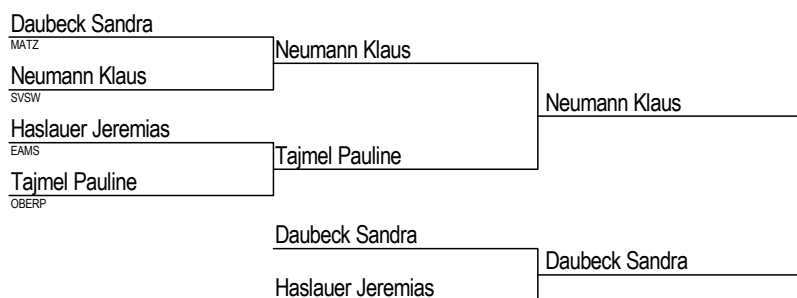 Daubeck Sandra
MATZ
Neumann Klaus
Neumann Klaus
SVSW
Neumann Klaus
Haslauer Jeremias
EAMS
Tajmel Pauline
Tajmel Pauline
OBERP
Daubeck Sandra
Daubeck Sandra
Haslauer Jeremias